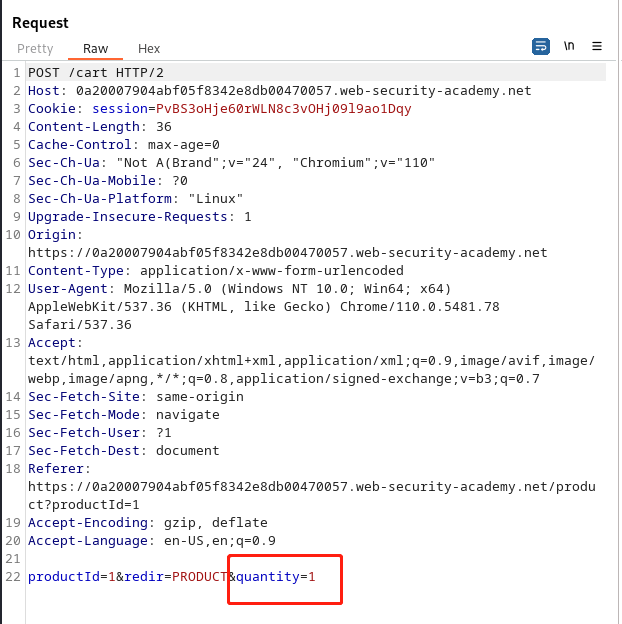 Request
Pretty Raw Hex \n
1 POST /cart HTTP/2
2 Host: 0a20007904abf05f8342e8db00470057.web-security-academy.net
3 Cookie: session=PvBS3oHje60rWLN8c3vOHj09l9ao1Dqy
4 Content-Length: 36
5 Cache-Control: max-age=0
6 Sec-Ch-Ua: "Not A(Brand";v="24", "Chromium";v="110"
7 Sec-Ch-Ua-Mobile: ?0
8 Sec-Ch-Ua-Platform: "Linux"
9 Upgrade-Insecure-Requests: 1
10 Origin:
https://0a20007904abf05f8342e8db00470057.web-security-academy.net
11 Content-Type: application/x-www-form-urlencoded
12 User-Agent: Mozilla/5.0 (Windows NT 10.0; Win64; x64)
AppleWebKit/537.36 (KHTML, like Gecko) Chrome/110.0.5481.78
Safari/537.36
13 Accept:
text/html,application/xhtml+xml,application/xml;q=0.9,image/avif,image/
webp,image/apng,*/*;q=0.8,application/signed-exchange;v=b3;q=0.7
14 Sec-Fetch-Site: same-origin
15 Sec-Fetch-Mode: navigate
16 Sec-Fetch-User: ?1
17 Sec-Fetch-Dest: document
18 Referer:
https://0a20007904abf05f8342e8db00470057.web-security-academy.net/produ
ct?productId=1
19 Accept-Encoding: gzip, deflate
20 Accept-Language: en-US,en;q=0.9
21
22 productId=1&redir=PRODUCT&quantity=1